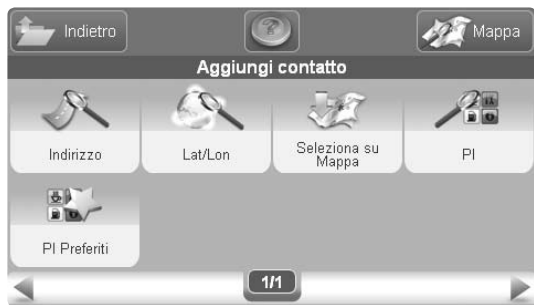 Indietro
Mappa
Aggiungi contatto
Indirizzo
Lat/Lon
Seleziona su
Mappa
PI
PI Preferiti
1/1